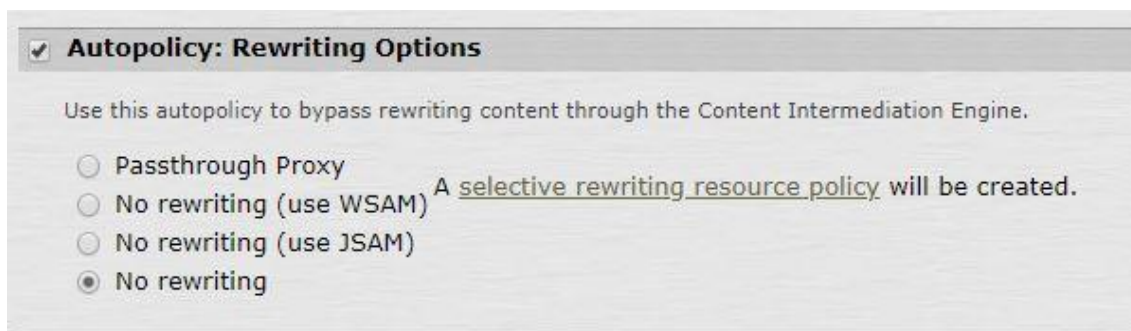 Autopolicy: Rewriting Options
Use this autopolicy to bypass rewriting content through the Content Intermediation Engine.
Passthrough Proxy
No rewriting (use WSAM)
No rewriting (use JSAM)
No rewriting
A selective rewriting resource policy will be created.